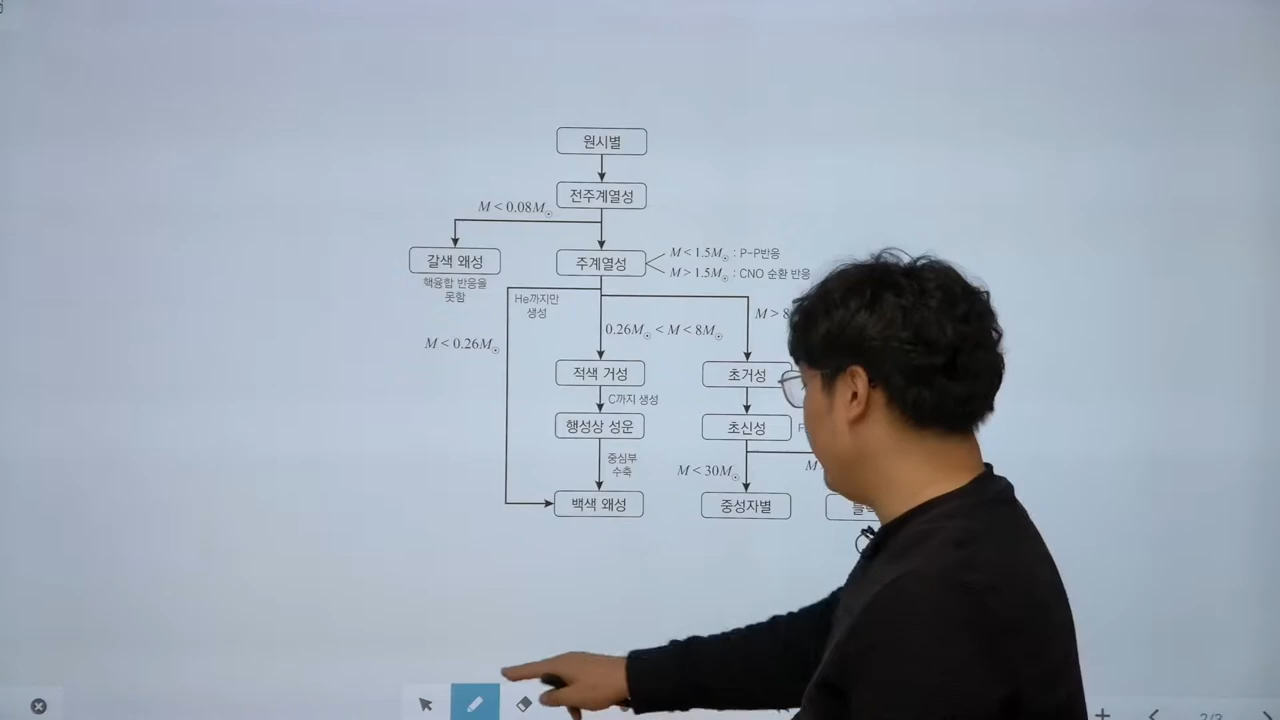 원시별
전주계열성
M < 0.08M☉
갈색 왜성
핵융합 반응을
못함
주계열성
M < 1.5M☉ : P-P반응
M > 1.5M☉ : CNO 순환 반응
He까지만
생성
M < 0.26M☉
0.26M☉ < M < 8M☉
M > 8
적색 거성
초거성
C까지 생성
행성상 성운
초신성
중심부
수축
M < 30M☉
M
백색 왜성
중성자별
2/3